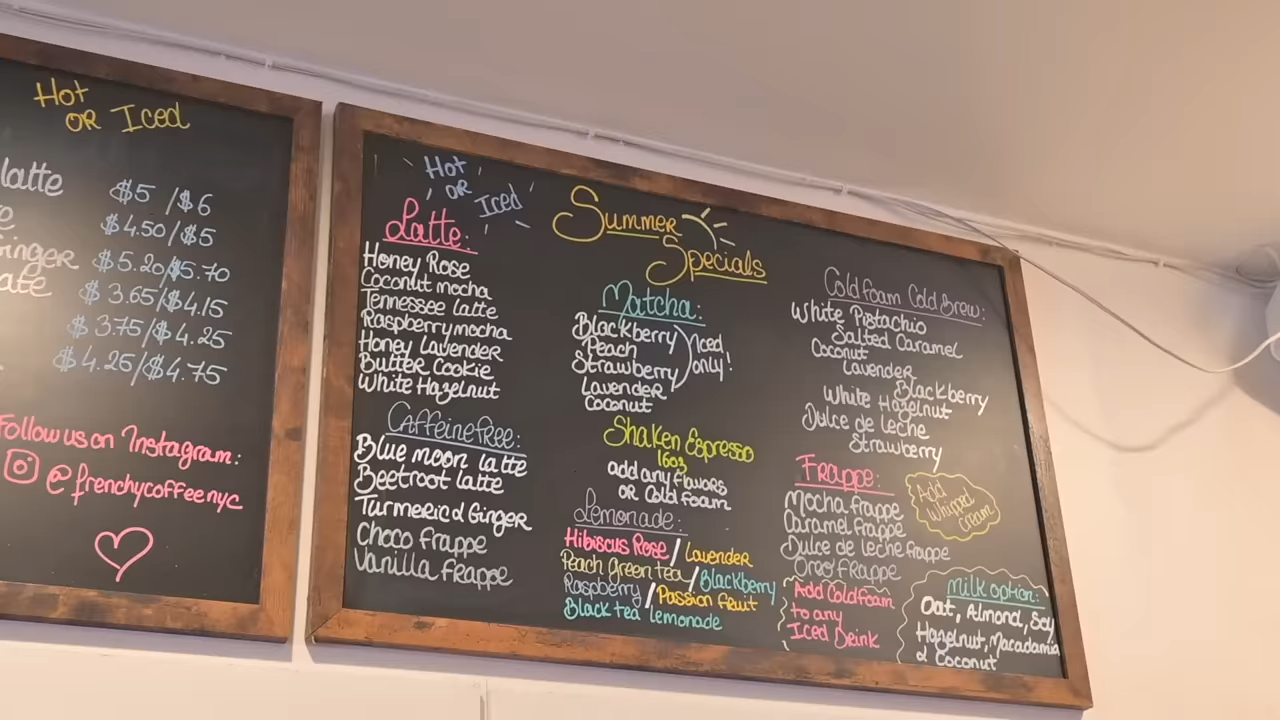 Hot
OR Iced
latte $5 /$6
$4.50/$5
Ginger $5.20/$5.70
ate $3.65/$4.15
$3.75/$4.25
$4.25/$4.75
Follow us on Instagram:
@frenchycoffeenyc
Hot
OR
Iced
Summer
Specials
Latte:
Honey Rose
Coconut mocha
Tennessee latte
Raspberry mocha
Honey Lavender
Butter Cookie
White Hazelnut
Caffeine free:
Blue moon latte
Beetroot latte
Turmeric & Ginger
Choco frappe
Vanilla frappe
Matcha:
Blackberry
Peach
Strawberry
Iced
only!
Lavender
Coconut
Shaken Espresso
16oz
add any flavors
OR Cold foam
Lemonade:
Hibiscus Rose / Lavender
Peach green tea / Blackberry
Raspberry / Passion fruit
Black tea lemonade
Cold foam Cold Brew:
White Pistachio
Salted Caramel
Coconut
Lavender
Blackberry
White Hazelnut
Dulce de leche
Strawberry
Frappe:
Mocha frappe
Caramel frappe
Dulce de leche frappe
Oreo frappe
Add
Whipped
cream
Add Cold foam
to any
Iced Drink
Milk option:
Oat, Almond, Soy
Hazelnut, Macadamia
& Coconut